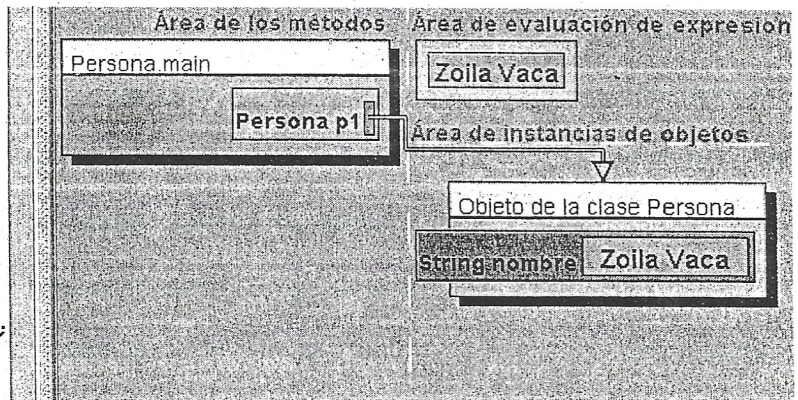 Área de los métodos
Área de evaluación de expresion
Persona.main
Zoila Vaca
Persona p1
Área de instancias de objetos
Objeto de la clase Persona
String nombre
Zoila Vaca